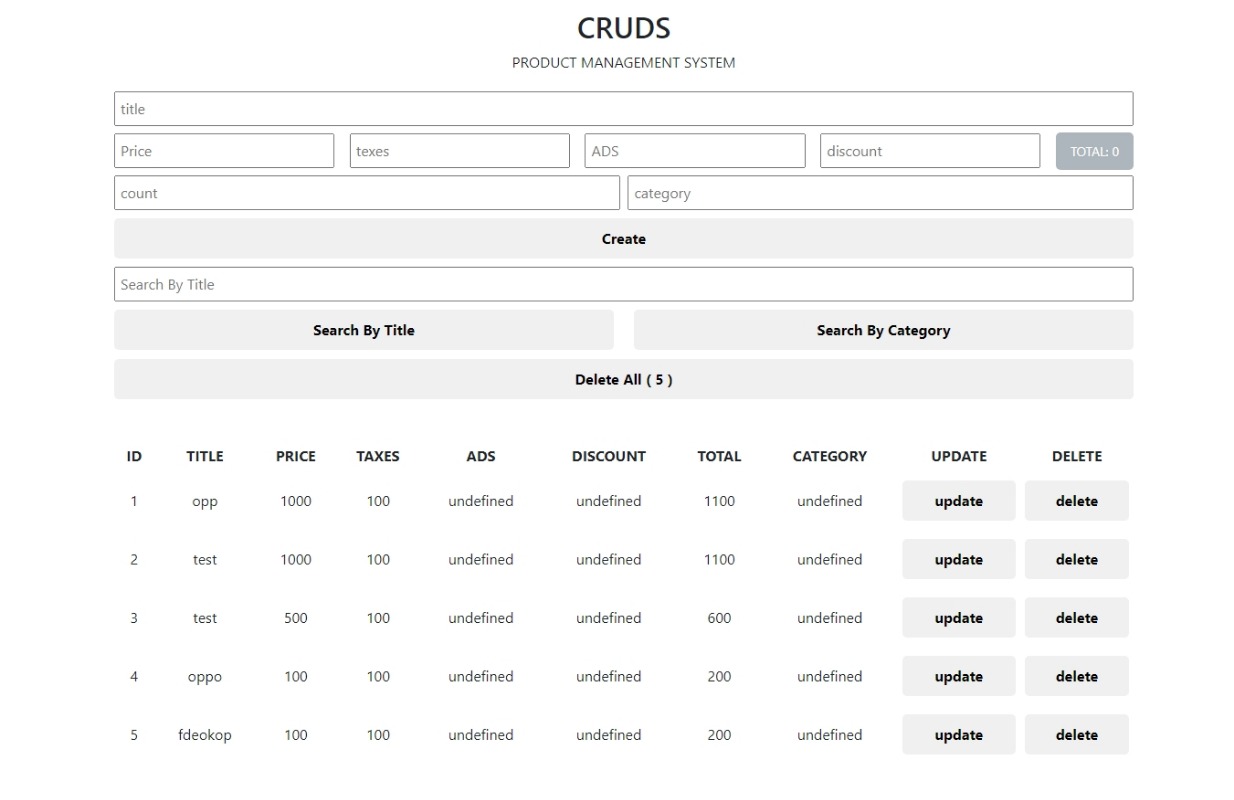 CRUDS
PRODUCT MANAGEMENT SYSTEM
title
Price texes ADS discount TOTAL: 0
count category
Create
Search By Title
Search By Title Search By Category
Delete All ( 5 )
ID TITLE PRICE TAXES ADS DISCOUNT TOTAL CATEGORY UPDATE DELETE
1 opp 1000 100 undefined undefined 1100 undefined update delete
2 test 1000 100 undefined undefined 1100 undefined update delete
3 test 500 100 undefined undefined 600 undefined update delete
4 oppo 100 100 undefined undefined 200 undefined update delete
5 fdeokop 100 100 undefined undefined 200 undefined update delete